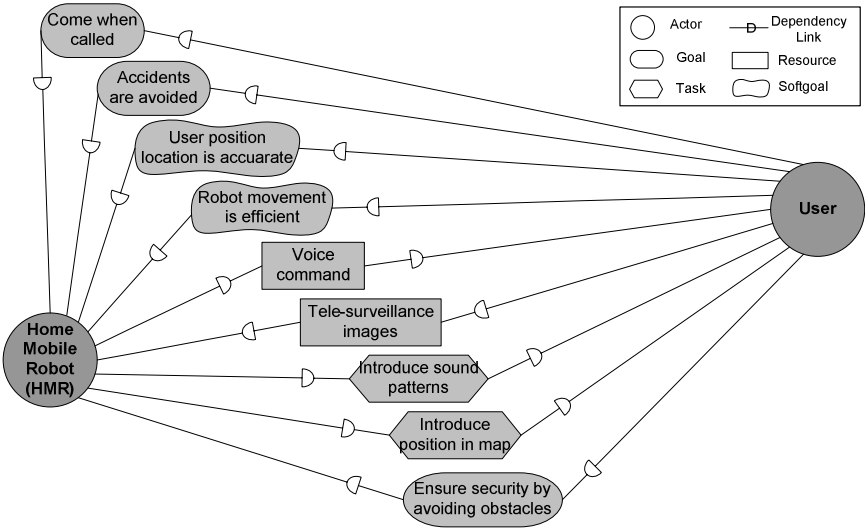 Come when
called
Accidents
are avoided
User position
location is accuarate
Robot movement
is efficient
Voice
command
Tele-surveillance
images
Introduce sound
patterns
Introduce
position in map
Ensure security by
avoiding obstacles
Home
Mobile
Robot
(HMR)
User
Actor
Goal
Task
Dependency
Link
Resource
Softgoal